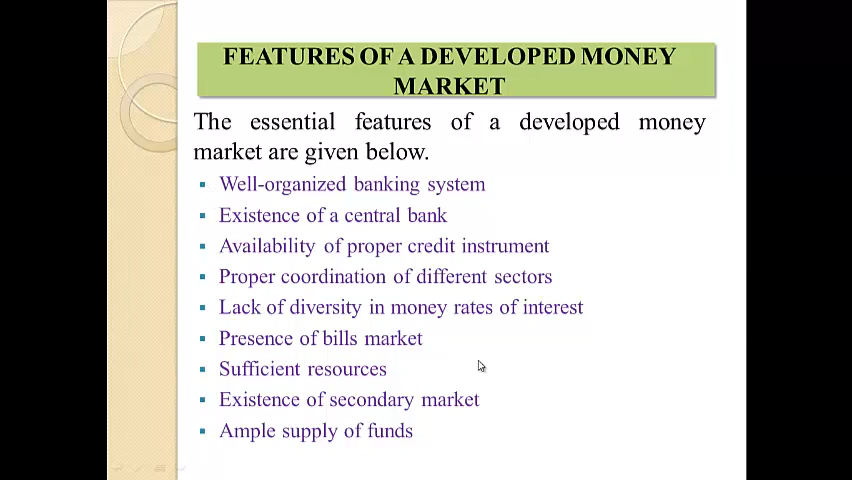 FEATURES OF A DEVELOPED MONEY
MARKET
The essential features of a developed money
market are given below.
Well-organized banking system
Existence of a central bank
Availability of proper credit instrument
Proper coordination of different sectors
Lack of diversity in money rates of interest
Presence of bills market
Sufficient resources
Existence of secondary market
Ample supply of funds